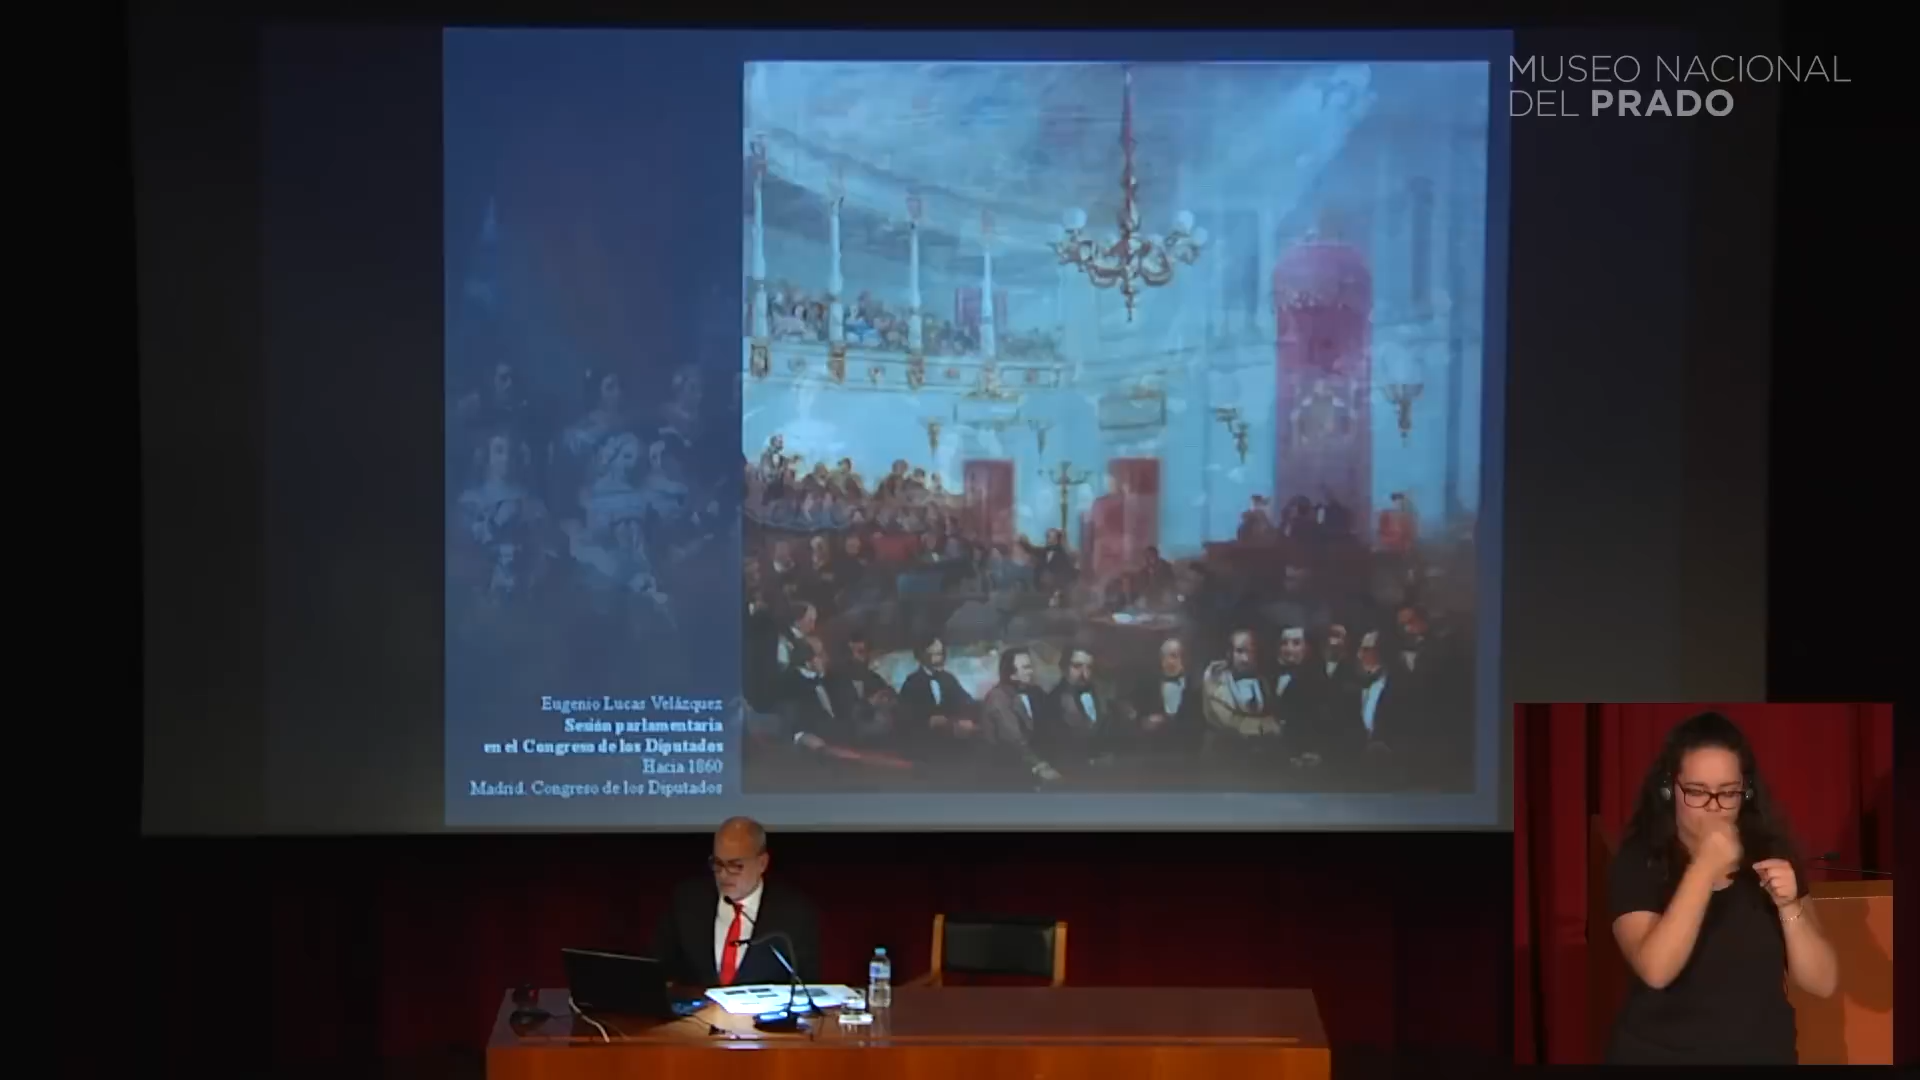 MUSEO NACIONAL
DEL PRADO
Eugenio Lucas Velázquez
Sesión parlamentaria
en el Congreso de los Diputados
Hacia 1860
Madrid. Congreso de los Diputados